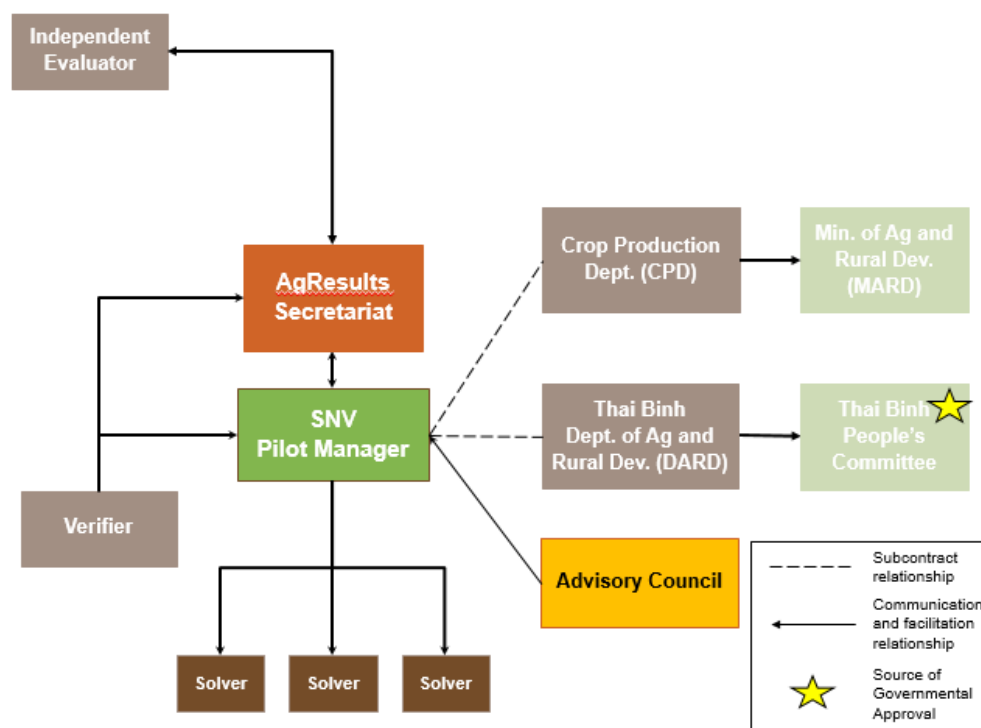 Independent
Evaluator
Crop Production
Dept. (CPD)
Min. of Ag and
Rural Dev.
(MARD)
AgResults
Secretariat
SNV
Pilot Manager
Thai Binh
Dept. of Ag and
Rural Dev. (DARD)
Thai Binh
People's
Committee
Verifier
Advisory Council
Solver
Solver
Solver
Subcontract
relationship
Communication
and facilitation
relationship
Source of
Governmental
Approval